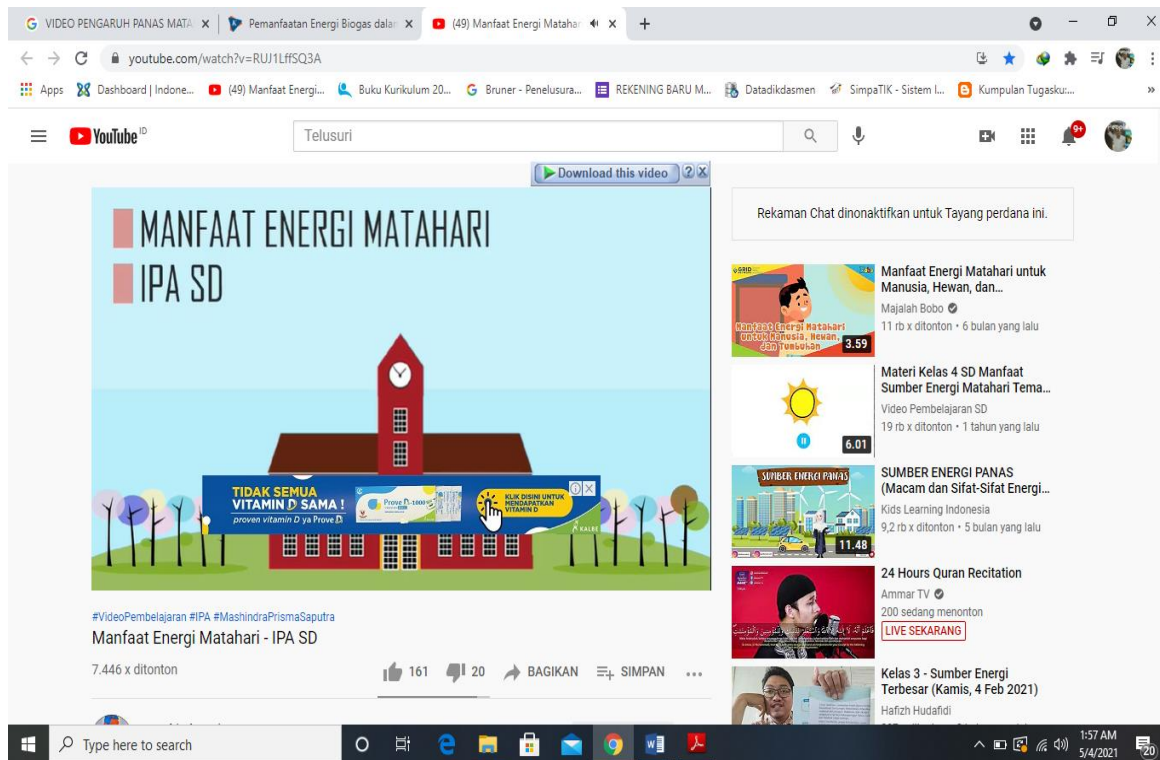 VIDEO PENGARUH PANAS MATA
Pemanfaatan Energi Biogas dalar
(49) Manfaat Energi Matahar
youtube.com/watch?v=RUJ1LffSQ3A
Apps
Dashboard | Indone...
(49) Manfaat Energi...
Buku Kurikulum 20...
Bruner - Penelusura...
REKENING BARU M...
Datadikdasmen
SimpaTIK - Sistem I...
Kumpulan Tugasku:...
»
YouTube ID
Telusuri
9+
Download this video
MANFAAT ENERGI MATAHARI
IPA SD
TIDAK SEMUA
VITAMIN D SAMA !
proven vitamin D ya Prove D
Prove D3-1000
KLIK DISINI UNTUK
MENDAPATKAN
VITAMIN D
KALBE
#VideoPembelajaran #IPA #MashindraPrismaSaputra
Manfaat Energi Matahari - IPA SD
7.446 x ditonton
161
20
BAGIKAN
SIMPAN
Rekaman Chat dinonaktifkan untuk Tayang perdana ini.
GRID
Manfaat Energi Matahari
untuk Manusia, Hewan,
dan Tumbuhan
3.59
Manfaat Energi Matahari untuk
Manusia, Hewan, dan...
Majalah Bobo
11 rb x ditonton • 6 bulan yang lalu
6.01
Materi Kelas 4 SD Manfaat
Sumber Energi Matahari Tema...
Video Pembelajaran SD
19 rb x ditonton • 1 tahun yang lalu
SUMBER ENERGI PANAS
11.48
SUMBER ENERGI PANAS
(Macam dan Sifat-Sifat Energi...
Kids Learning Indonesia
9,2 rb x ditonton • 5 bulan yang lalu
24 Hours Quran Recitation
Ammar TV
200 sedang menonton
LIVE SEKARANG
Kelas 3 - Sumber Energi
Terbesar (Kamis, 4 Feb 2021)
Hafizh Hudafidi
Type here to search
1:57 AM
5/4/2021
20